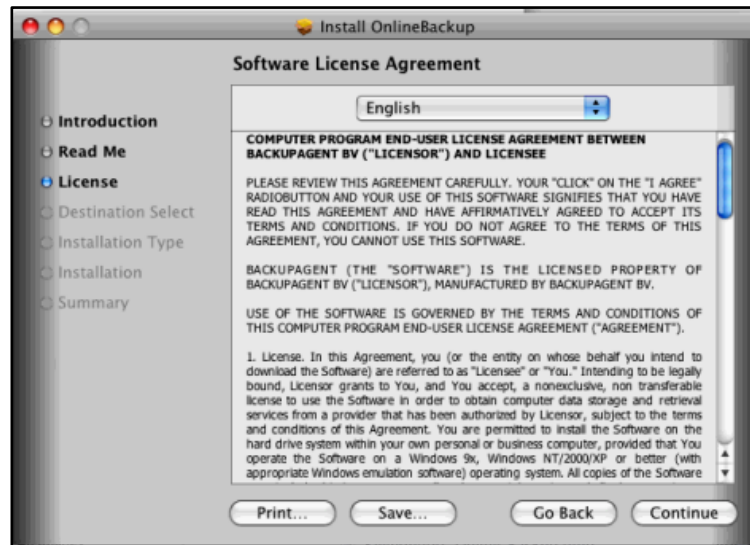 Install OnlineBackup
Software License Agreement
Introduction
Read Me
License
Destination Select
Installation Type
Installation
Summary
English
COMPUTER PROGRAM END-USER LICENSE AGREEMENT BETWEEN
BACKUPAGENT BV ("LICENSOR") AND LICENSEE
PLEASE REVIEW THIS AGREEMENT CAREFULLY. YOUR "CLICK" ON THE "I AGREE"
RADIOBUTTON AND YOUR USE OF THIS SOFTWARE SIGNIFIES THAT YOU HAVE
READ THIS AGREEMENT AND HAVE AFFIRMATIVELY AGREED TO ACCEPT ITS
TERMS AND CONDITIONS. IF YOU DO NOT AGREE TO THE TERMS OF THIS
AGREEMENT, YOU CANNOT USE THIS SOFTWARE.
BACKUPAGENT (THE "SOFTWARE") IS THE LICENSED PROPERTY OF
BACKUPAGENT BV ("LICENSOR"), MANUFACTURED BY BACKUPAGENT BV.
USE OF THE SOFTWARE IS GOVERNED BY THE TERMS AND CONDITIONS OF
THIS COMPUTER PROGRAM END-USER LICENSE AGREEMENT ("AGREEMENT").
1. License. In this Agreement, you (or the entity on whose behalf you intend to
download the Software) are referred to as "Licensee" or "You." Intending to be legally
bound, Licensor grants to You, and You accept, a nonexclusive, non transferable
license to use the Software in order to obtain computer data storage and retrieval
services from a provider that has been authorized by Licensor, subject to the terms
and conditions of this Agreement. You are permitted to install the Software on the
hard drive system within your own personal or business computer, provided that You
operate the Software on a Windows 9x, Windows NT/2000/XP or better (with
appropriate Windows emulation software) operating system. All copies of the Software
Print...
Save...
Go Back
Continue